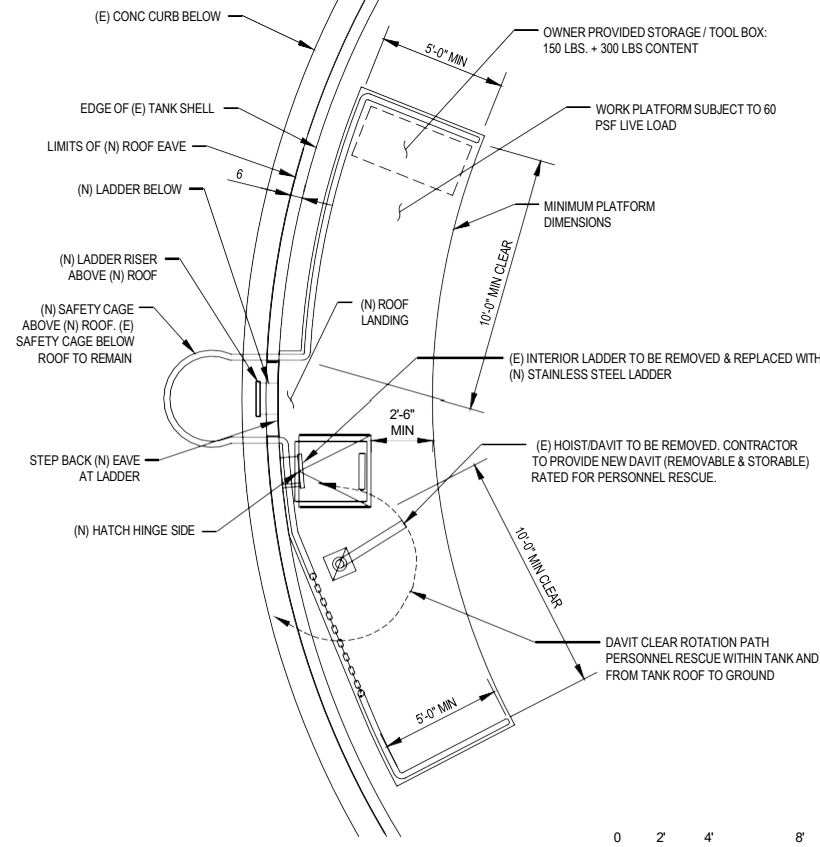 (E) CONC CURB BELOW
5'-0" MIN
OWNER PROVIDED STORAGE / TOOL BOX:
150 LBS. + 300 LBS CONTENT
EDGE OF (E) TANK SHELL
WORK PLATFORM SUBJECT TO 60
PSF LIVE LOAD
LIMITS OF (N) ROOF EAVE
6
(N) LADDER BELOW
MINIMUM PLATFORM
DIMENSIONS
10'-0" MIN CLEAR
(N) LADDER RISER
ABOVE (N) ROOF
(N) SAFETY CAGE
ABOVE (N) ROOF. (E)
SAFETY CAGE BELOW
ROOF TO REMAIN
(N) ROOF
LANDING
(E) INTERIOR LADDER TO BE REMOVED & REPLACED WITH
(N) STAINLESS STEEL LADDER
2'-6"
MIN
STEP BACK (N) EAVE
AT LADDER
(E) HOIST/DAVIT TO BE REMOVED. CONTRACTOR
TO PROVIDE NEW DAVIT (REMOVABLE & STORABLE)
RATED FOR PERSONNEL RESCUE.
(N) HATCH HINGE SIDE
10'-0" MIN CLEAR
DAVIT CLEAR ROTATION PATH
PERSONNEL RESCUE WITHIN TANK AND
FROM TANK ROOF TO GROUND
5'-0" MIN
0 2' 4' 8'